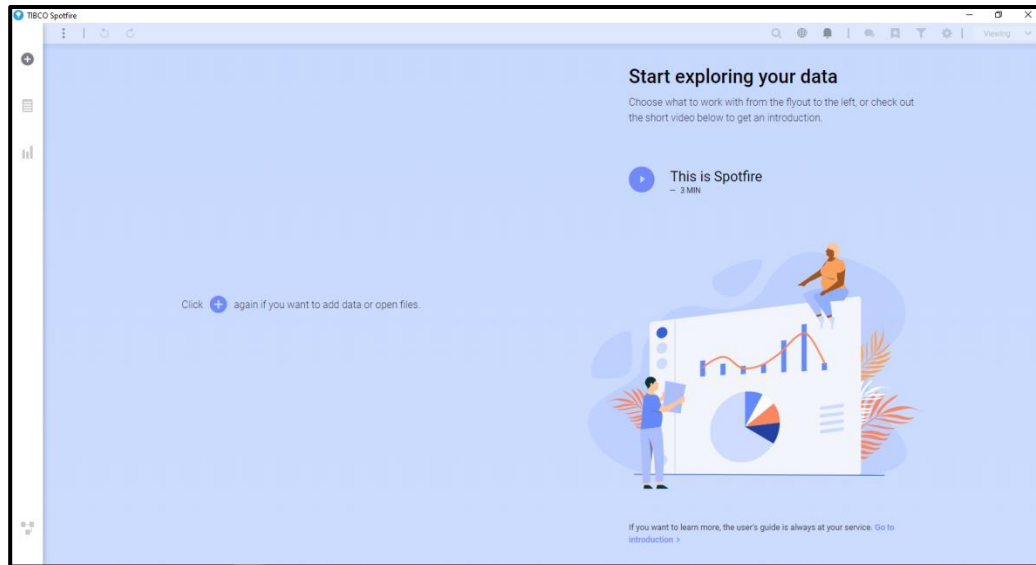 TIBCO Spotfire
Viewing
Start exploring your data
Choose what to work with from the flyout to the left, or check out
the short video below to get an introduction.
This is Spotfire
— 3 MIN
Click again if you want to add data or open files.
If you want to learn more, the user's guide is always at your service. Go to
introduction >